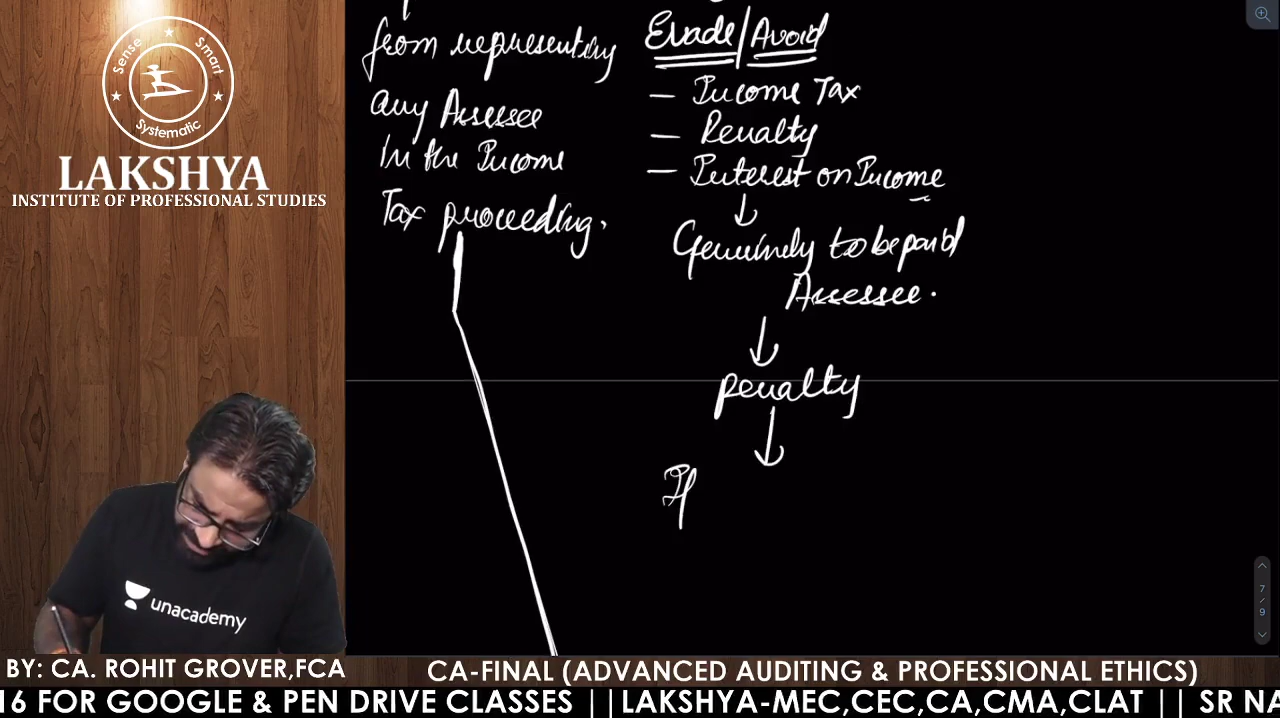 Sense
Smart
Systematic
LAKSHYA
INSTITUTE OF PROFESSIONAL STUDIES
from representing
any Assessee
In the Income
Tax proceeding.
Evade/Avoid
— Income Tax
— Penalty
— Interest on Income
Genuinely to be paid
Assessee.
penalty
If
unacademy
7
/
9
BY: CA. ROHIT GROVER,FCA
CA-FINAL (ADVANCED AUDITING & PROFESSIONAL ETHICS)
16 FOR GOOGLE & PEN DRIVE CLASSES || LAKSHYA-MEC,CEC,CA,CMA,CLAT || SR NA